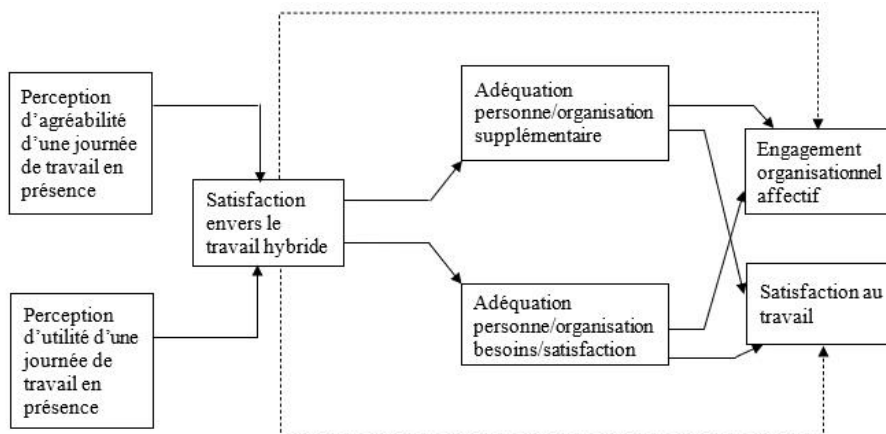 Perception
d’agréabilité
d’une journée
de travail en
présence
Perception
d’utilité d’une
journée de
travail en
présence
Satisfaction
envers le
travail hybride
Adéquation
personne/organisation
supplémentaire
Adéquation
personne/organisation
besoins/satisfaction
Engagement
organisationnel
affectif
Satisfaction au
travail